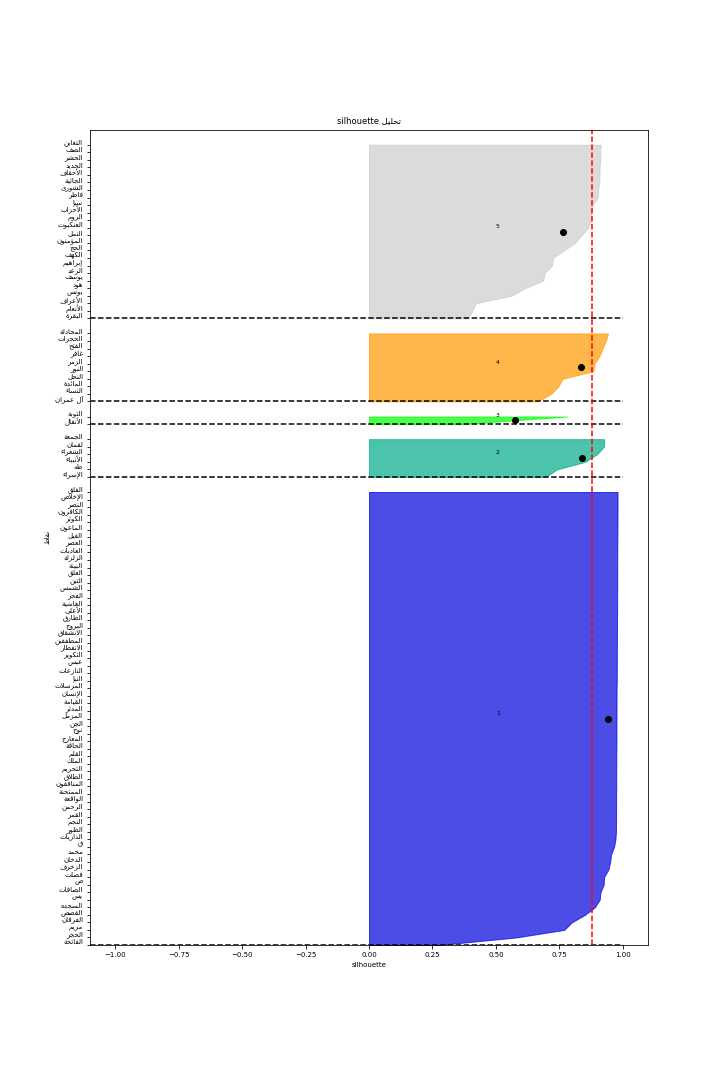 تحليل silhouette
التغابن
الصف
الحشر
الحديد
الأحقاف
الجاثية
الشورى
فاطر
سبأ
الأحزاب
الروم
العنكبوت
النمل
المؤمنون
الحج
الكهف
إبراهيم
الرعد
يوسف
هود
يونس
الأعراف
الأنعام
البقرة
5
المجادلة
الحجرات
الفتح
غافر
الزمر
النور
النحل
المائدة
النساء
آل عمران
4
التوبة
الأنفال
3
الجمعة
لقمان
الشعراء
الأنبياء
طه
الإسراء
2
الفلق
الإخلاص
النصر
الكافرون
الكوثر
الماعون
الفيل
العصر
العاديات
الزلزلة
البينة
العلق
التين
الشمس
الفجر
الغاشية
الأعلى
الطارق
البروج
الانشقاق
المطففين
الانفطار
التكوير
عبس
النازعات
النبأ
المرسلات
الإنسان
القيامة
المدثر
المزمل
الجن
نوح
المعارج
الحاقة
القلم
الملك
التحريم
الطلاق
المنافقون
الممتحنة
الواقعة
الرحمن
القمر
النجم
الطور
الذاريات
ق
محمد
الدخان
الزخرف
فصلت
ص
الصافات
يس
السجدة
القصص
الفرقان
مريم
الحجر
الفاتحة
1
نقاط
−1.00 −0.75 −0.50 −0.25 0.00 0.25 0.50 0.75 1.00
silhouette